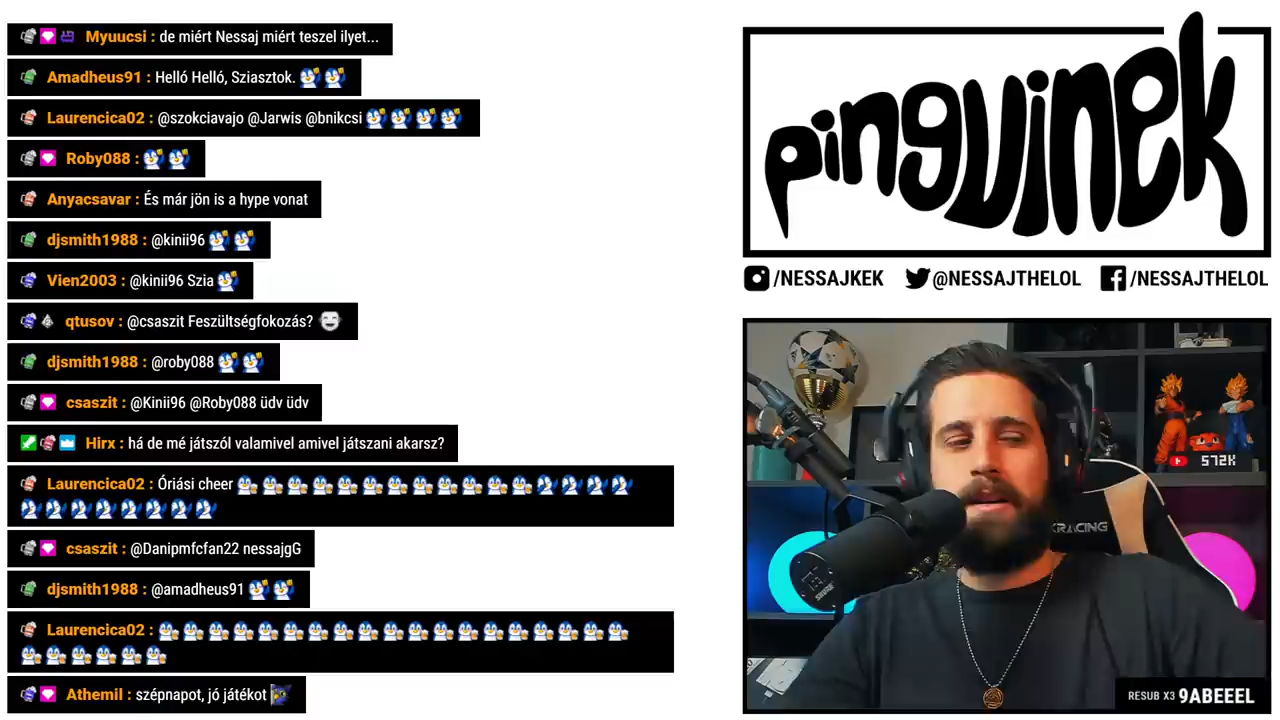 Myuucsi : de miért Nessaj miért teszel ilyet...
Amadheus91 : Helló Helló, Sziasztok.
Laurencica02 : @szokciavajo @Jarwis @bnikcsi
Roby088 :
Anyacsavar : És már jön is a hype vonat
djsmith1988 : @kinii96
Vien2003 : @kinii96 Szia
qtusov : @csaszit Feszültségfokozás?
djsmith1988 : @roby088
csaszit : @Kinii96 @Roby088 üdv üdv
Hirx : há de mé játszól valamivel amivel játszani akarsz?
Laurencica02 : Óriási cheer
csaszit : @Danipmfcfan22 nessajgG
djsmith1988 : @amadheus91
Laurencica02 :
Athemil : szépnapot, jó játékot
pinguinek
/NESSAJKEK @NESSAJTHELOL /NESSAJTHELOL
572K
KRACING
SHURE
RESUB X3 9ABEEEL